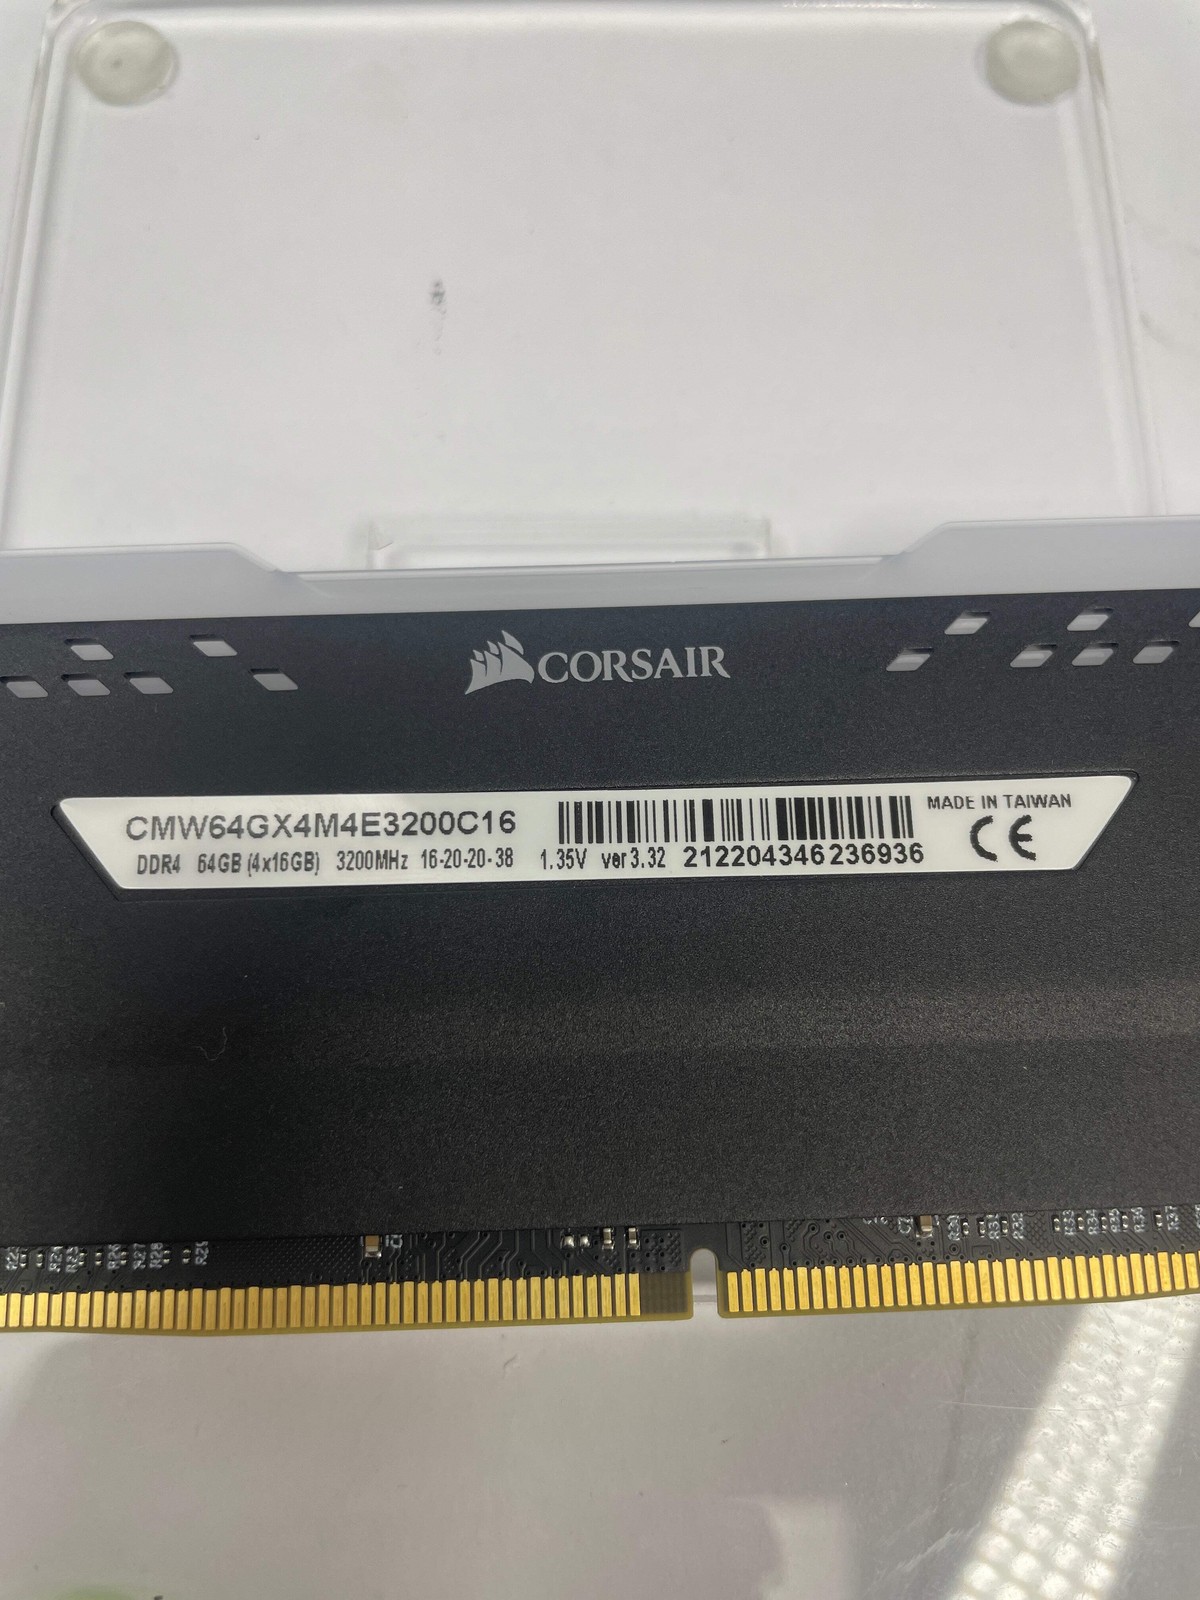 CORSAIR
CMW64GX4M4E3200C16
MADE IN TAIWAN
DDR4 64GB (4x16GB) 3200MHz 16-20-20-38 1.35V ver3.32 212204346236936
CE